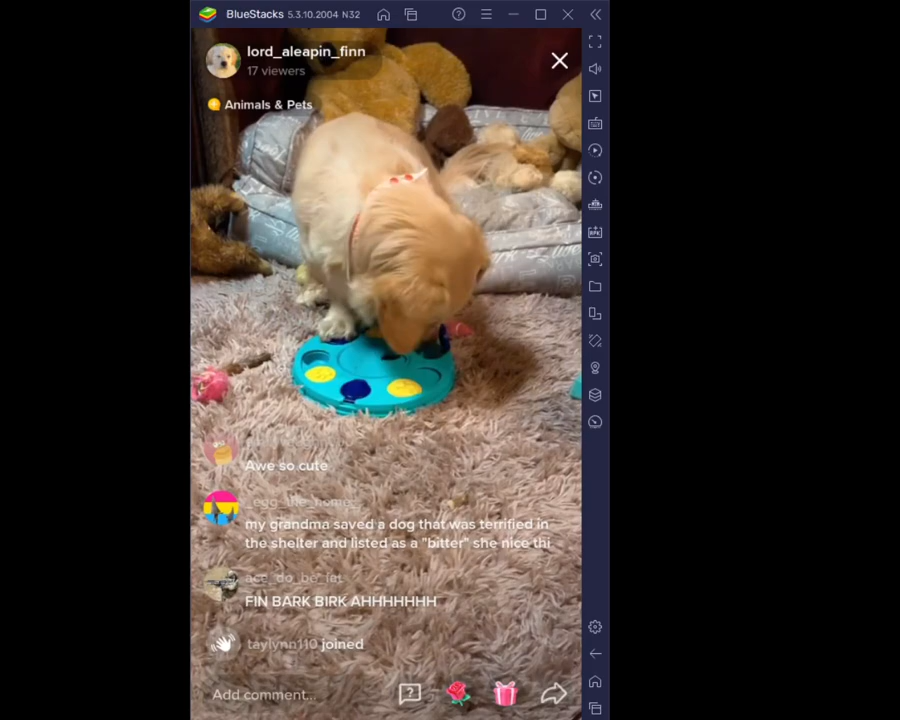 BlueStacks 5.3.10.2004 N32
lord_aleapin_finn
17 viewers
Animals & Pets
Awe so cute
my grandma saved a dog that was terrified in
the shelter and listed as a "bitter" she nice thi
ace_do_be_fat
FIN BARK BIRK AHHHHHHH
taylynn110 joined
Add comment...